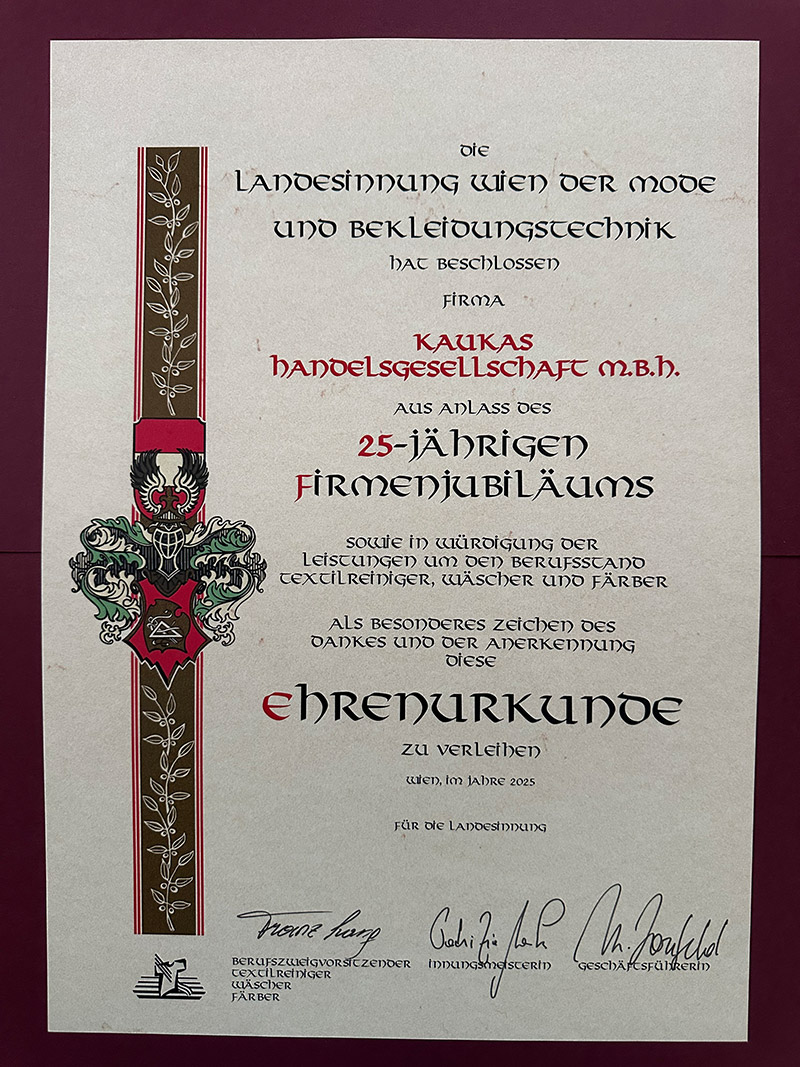 die
Landesinnung Wien der Mode
und Bekleidungstechnik
hat beschlossen
Firma
Kaukas
Handelsgesellschaft m.b.h.
aus Anlass des
25-jährigen
Firmenjubiläums
sowie in Würdigung der
Leistungen um den Berufsstand
Textilreiniger, Wäscher und Färber
als besonderes Zeichen des
Dankes und der Anerkennung
diese
Ehrenurkunde
zu verleihen
Wien, im Jahre 2025
für die Landesinnung
Berufszweigvorsitzender
Textilreiniger
Wäscher
Färber
Innungsmeisterin
Geschäftsführerin